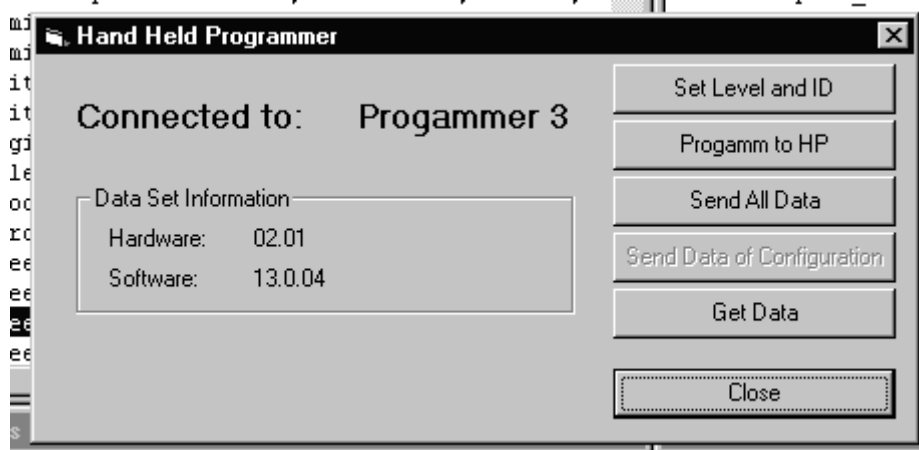 Hand Held Programmer
Connected to: Progammer 3
Data Set Information
Hardware: 02.01
Software: 13.0.04
Set Level and ID
Progamm to HP
Send All Data
Send Data of Configuration
Get Data
Close